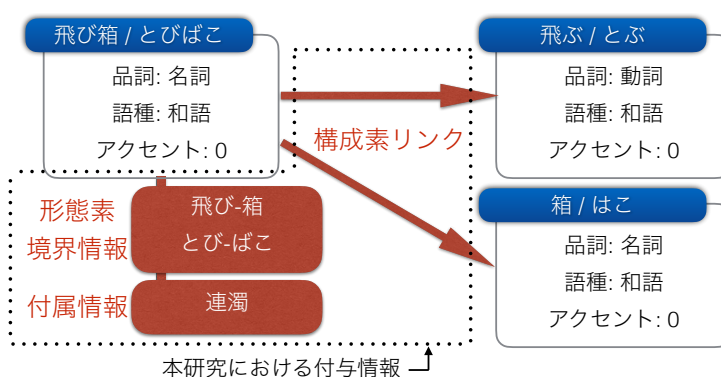 飛び箱 / とびばこ
品詞: 名詞
語種: 和語
アクセント: 0
構成素リンク
飛ぶ / とぶ
品詞: 動詞
語種: 和語
アクセント: 0
箱 / はこ
品詞: 名詞
語種: 和語
アクセント: 0
形態素
境界情報
飛び-箱
とび-ばこ
付属情報
連濁
本研究における付与情報